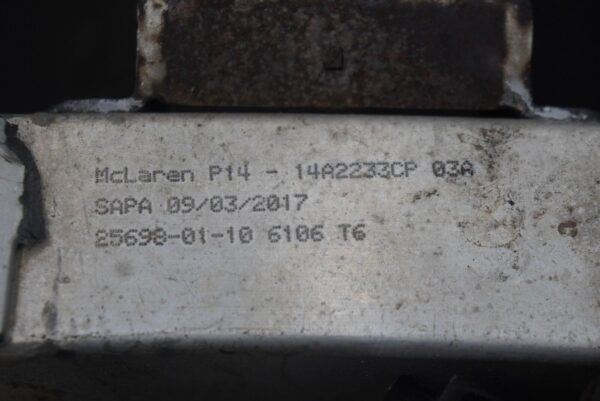 McLaren P14 - 14A2233CP 03A
SAPA 09/03/2017
25698-01-10 6106 T6